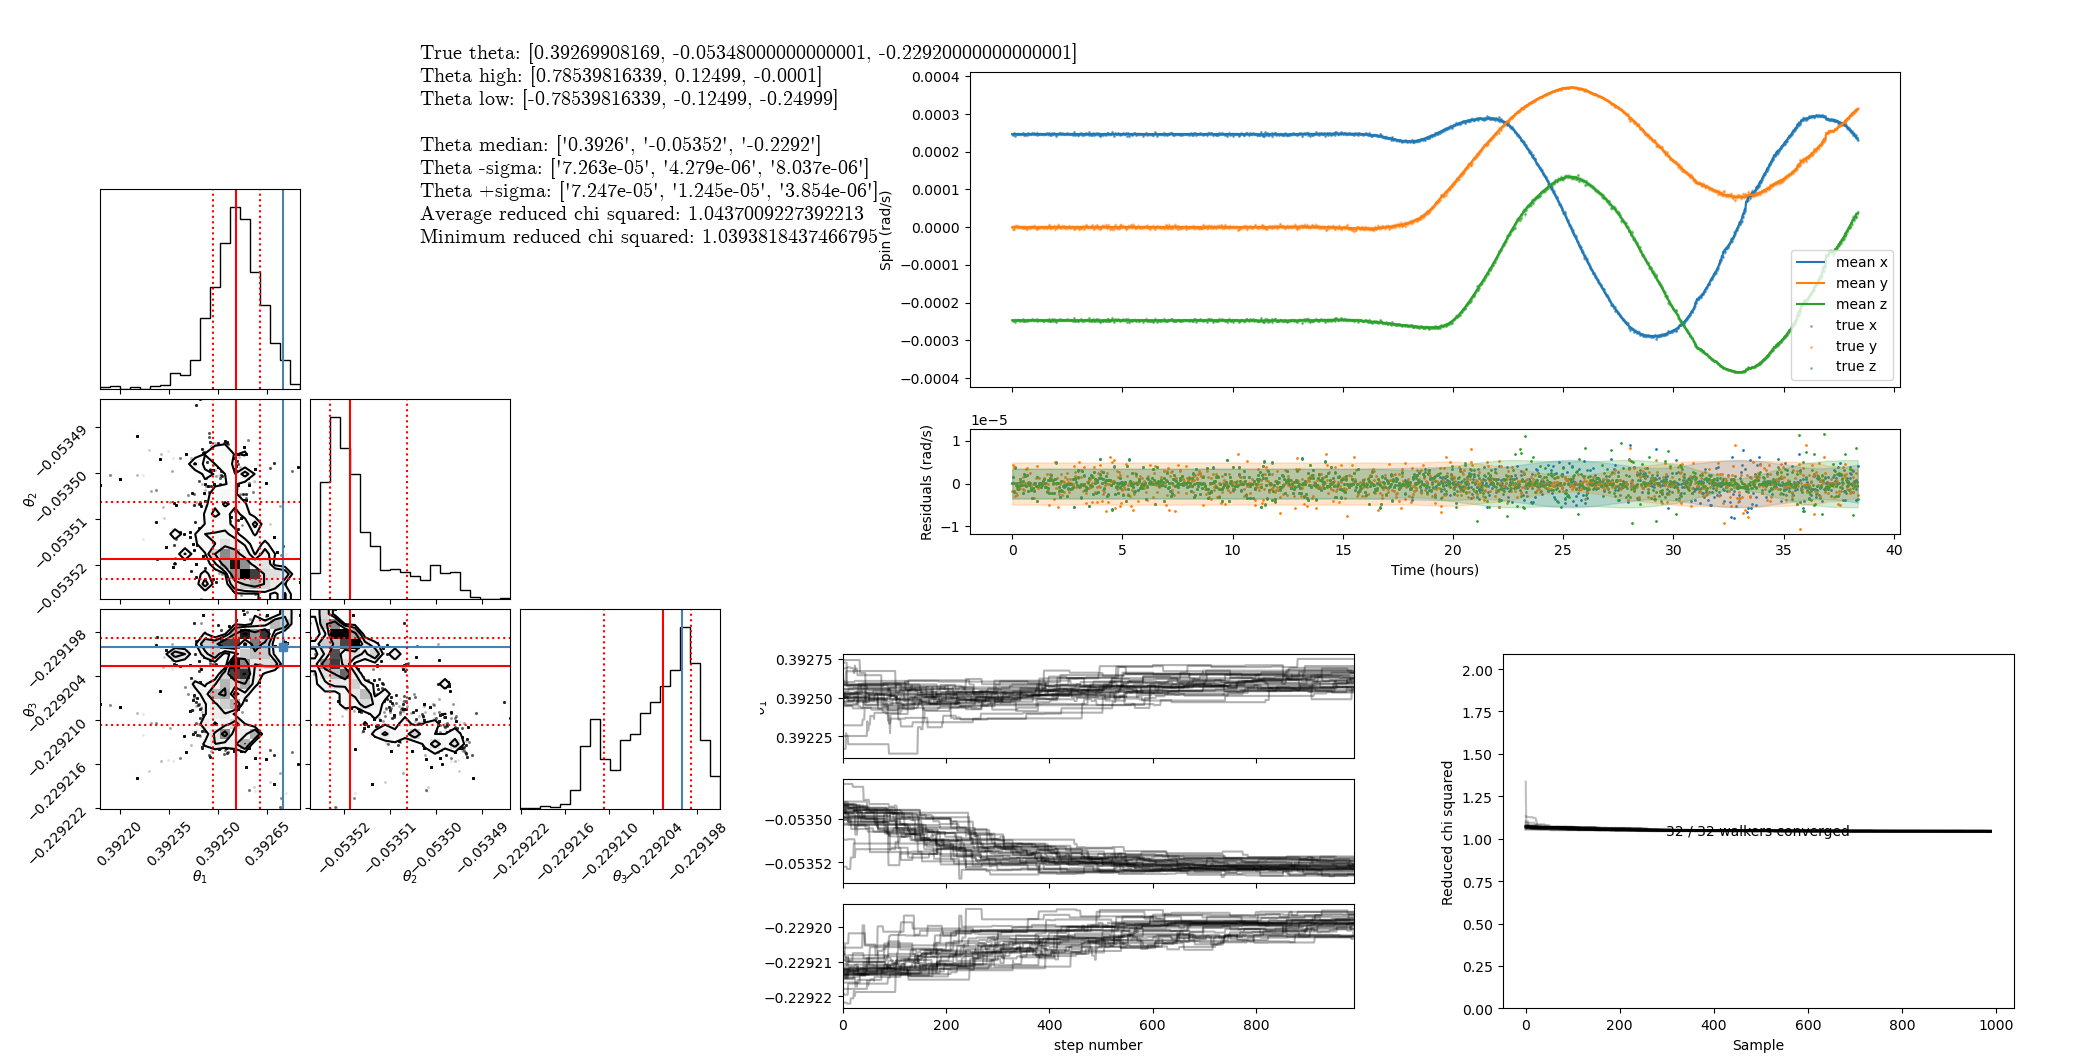 True theta: [0.39269908169, -0.05348000000000001, -0.22920000000000001]
Theta high: [0.78539816339, 0.12499, -0.0001]
Theta low: [-0.78539816339, -0.12499, -0.24999]
Theta median: ['0.3926', '-0.05352', '-0.2292']
Theta -sigma: ['7.263e-05', '4.279e-06', '8.037e-06']
Theta +sigma: ['7.247e-05', '1.245e-05', '3.854e-06']
Average reduced chi squared: 1.0437009227392213
Minimum reduced chi squared: 1.0393818437466795
0.0004
0.0003
0.0002
0.0001
0.0000
−0.0001
−0.0002
−0.0003
−0.0004
Spin (rad/s)
mean x
mean y
mean z
true x
true y
true z
1e−5
1
0
−1
Residuals (rad/s)
0 5 10 15 20 25 30 35 40
Time (hours)
−0.05349
−0.05350
−0.05351
−0.05352
θ2
−0.229198
−0.229204
−0.229210
−0.229216
−0.229222
θ3
0.39220 0.39235 0.39250 0.39265
θ1
−0.05352 −0.05351 −0.05350 −0.05349
θ2
−0.229222 −0.229216 −0.229210 −0.229204 −0.229198
θ3
0.39275
0.39250
0.39225
−0.05350
−0.05352
−0.22920
−0.22921
−0.22922
0 200 400 600 800
step number
2.00
1.75
1.50
1.25
1.00
0.75
0.50
0.25
0.00
Reduced chi squared
32 / 32 walkers converged
0 200 400 600 800 1000
Sample